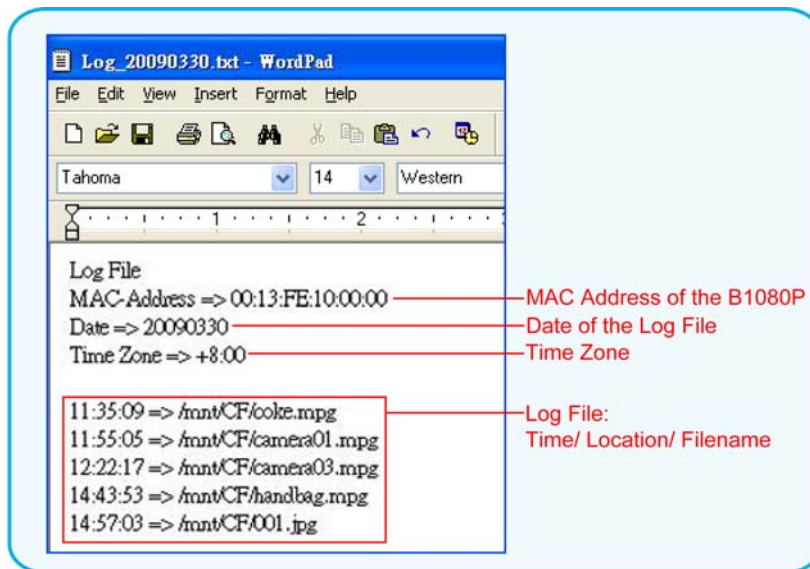 Log_20090330.txt - WordPad
File Edit View Insert Format Help
Tahoma 14 Western
1 2 3
Log File
MAC-Address => 00:13:FE:10:00:00 MAC Address of the B1080P
Date => 20090330 Date of the Log File
Time Zone => +8:00 Time Zone
11:35:09 => /mnt/CF/coke.mpg Log File:
11:55:05 => /mnt/CF/camera01.mpg Time/ Location/ Filename
12:22:17 => /mnt/CF/camera03.mpg
14:43:53 => /mnt/CF/handbag.mpg
14:57:03 => /mnt/CF/001.jpg